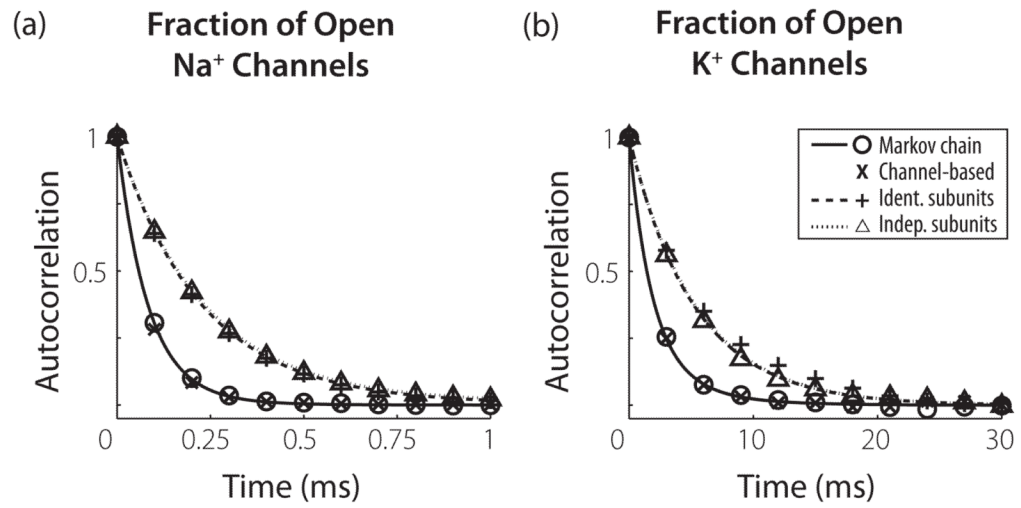 (a)
Fraction of Open
Na⁺ Channels
1
0.5
Autocorrelation
0
0.25
0.5
0.75
1
Time (ms)
(b)
Fraction of Open
K⁺ Channels
1
0.5
Autocorrelation
0
10
20
30
Time (ms)
Markov chain
Channel-based
Ident. subunits
Indep. subunits